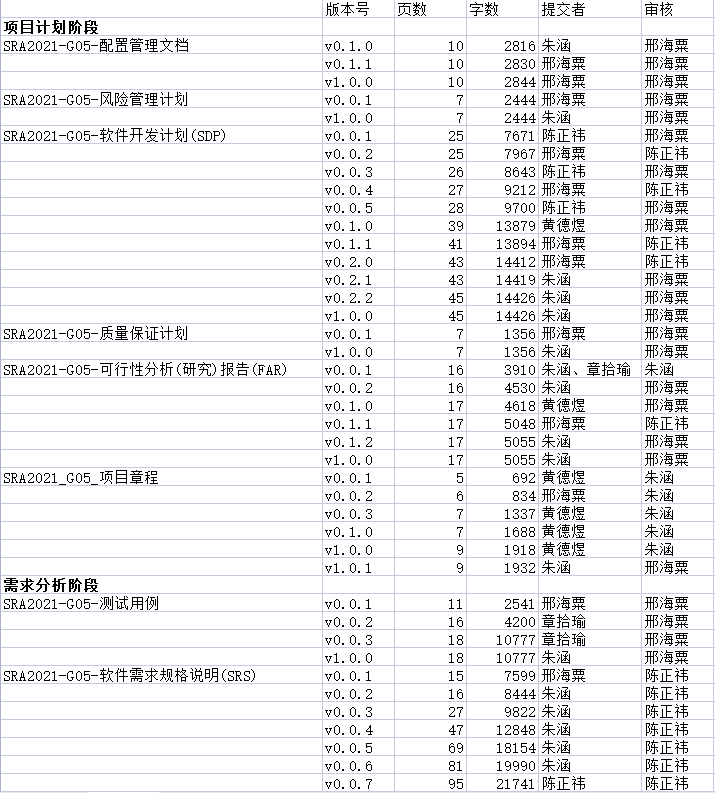 版本号 页数 字数 提交者 审核
项目计划阶段
SRA2021-G05-配置管理文档 v0.1.0 10 2816 朱涵 邢海粟
v0.1.1 10 2830 邢海粟 邢海粟
v1.0.0 10 2844 邢海粟 邢海粟
SRA2021-G05-风险管理计划 v0.0.1 7 2444 邢海粟 邢海粟
v1.0.0 7 2444 朱涵 邢海粟
SRA2021-G05-软件开发计划(SDP) v0.0.1 25 7671 陈正祎 邢海粟
v0.0.2 25 7967 邢海粟 陈正祎
v0.0.3 26 8643 陈正祎 邢海粟
v0.0.4 27 9212 邢海粟 陈正祎
v0.0.5 28 9700 陈正祎 邢海粟
v0.1.0 39 13879 黄德煜 邢海粟
v0.1.1 41 13894 邢海粟 陈正祎
v0.2.0 43 14412 邢海粟 陈正祎
v0.2.1 43 14419 朱涵 邢海粟
v0.2.2 45 14426 朱涵 邢海粟
v1.0.0 45 14426 朱涵 邢海粟
SRA2021-G05-质量保证计划 v0.0.1 7 1356 邢海粟 邢海粟
v1.0.0 7 1356 朱涵 邢海粟
SRA2021-G05-可行性分析(研究)报告(FAR) v0.0.1 16 3910 朱涵、章拾瑜 朱涵
v0.0.2 16 4530 朱涵 邢海粟
v0.1.0 17 4618 黄德煜 邢海粟
v0.1.1 17 5048 邢海粟 陈正祎
v0.1.2 17 5055 朱涵 邢海粟
v1.0.0 17 5055 朱涵 邢海粟
SRA2021_G05_项目章程 v0.0.1 5 692 黄德煜 朱涵
v0.0.2 6 834 邢海粟 朱涵
v0.0.3 7 1337 黄德煜 朱涵
v0.1.0 7 1688 黄德煜 朱涵
v1.0.0 9 1918 黄德煜 朱涵
v1.0.1 9 1932 朱涵 邢海粟
需求分析阶段
SRA2021-G05-测试用例 v0.0.1 11 2541 邢海粟 邢海粟
v0.0.2 16 4200 章拾瑜 邢海粟
v0.0.3 18 10777 章拾瑜 邢海粟
v1.0.0 18 10777 朱涵 邢海粟
SRA2021-G05-软件需求规格说明(SRS) v0.0.1 15 7599 邢海粟 陈正祎
v0.0.2 16 8444 朱涵 陈正祎
v0.0.3 27 9822 朱涵 陈正祎
v0.0.4 47 12848 朱涵 陈正祎
v0.0.5 69 18154 朱涵 陈正祎
v0.0.6 81 19990 朱涵 陈正祎
v0.0.7 95 21741 陈正祎 陈正祎